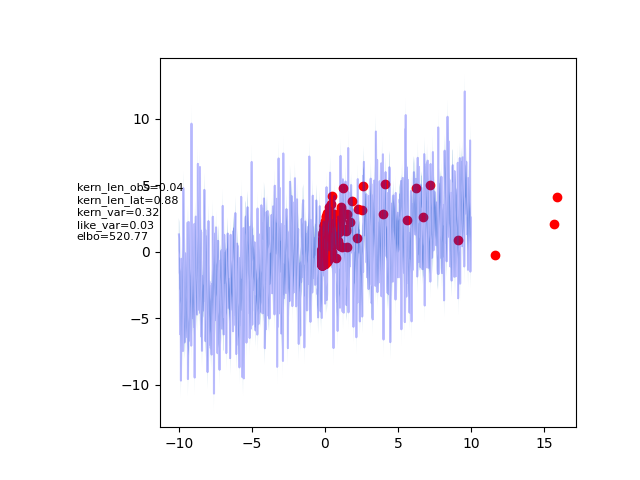 10
5
kern_len_obs=0.04
kern_len_lat=0.88
kern_var=0.32
like_var=0.03
elbo=520.77
0
−5
−10
−10 −5 0 5 10 15